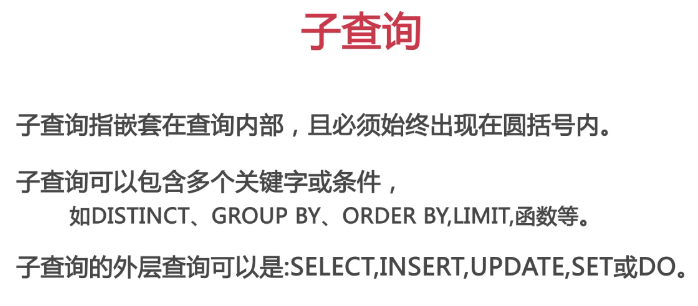 子查询
子查询指嵌套在查询内部，且必须始终出现在圆括号内。
子查询可以包含多个关键字或条件，
如DISTINCT、GROUP BY、ORDER BY,LIMIT,函数等。
子查询的外层查询可以是:SELECT,INSERT,UPDATE,SET或DO。